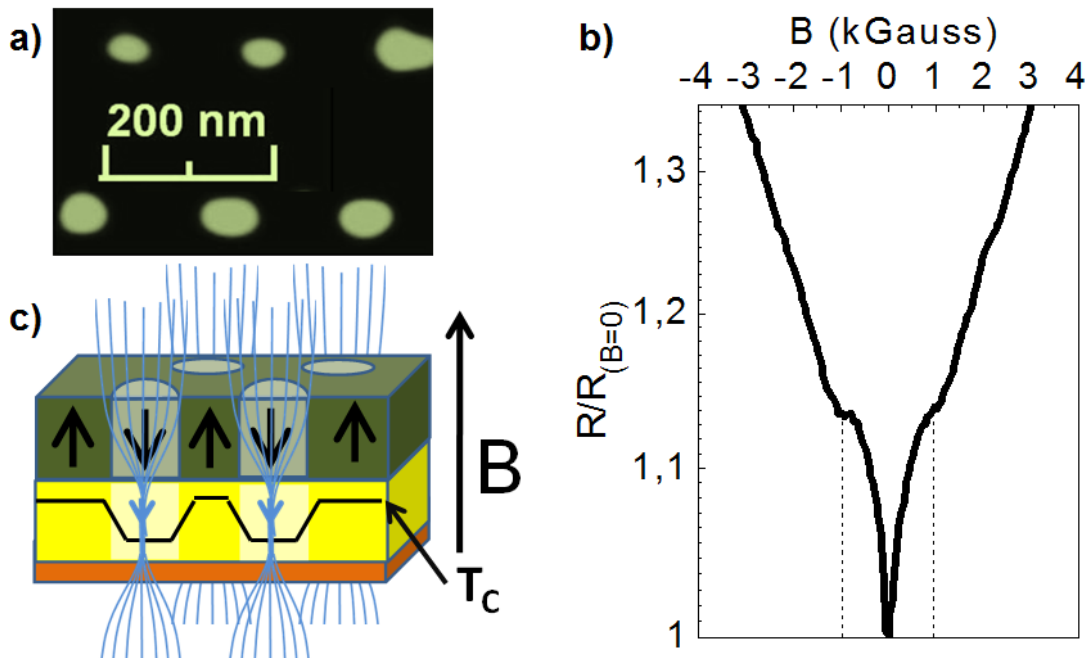 a)
200 nm
b)
B (kGauss)
-4 -3 -2 -1 0 1 2 3 4
1,3
1,2
1,1
1
R/R(B=0)
c)
B
Tc